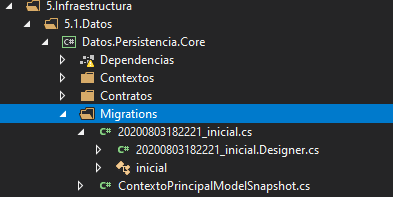 5.Infraestructura
5.1.Datos
C# Datos.Persistencia.Core
Dependencias
Contextos
Contratos
Migrations
C# 20200803182221_inicial.cs
C# 20200803182221_inicial.Designer.cs
inicial
C# ContextoPrincipalModelSnapshot.cs